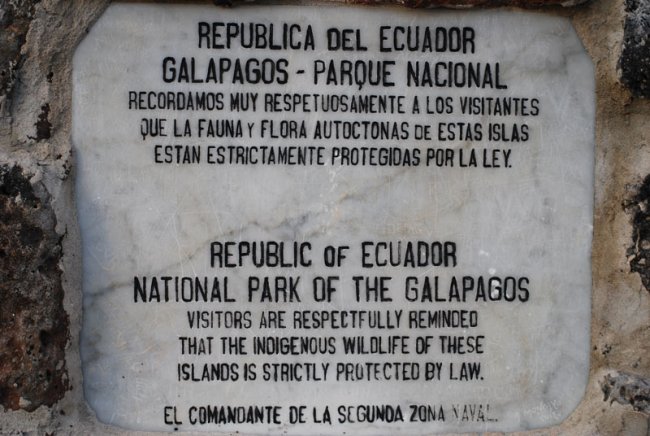 REPUBLICA DEL ECUADOR
GALAPAGOS - PARQUE NACIONAL
RECORDAMOS MUY RESPETUOSAMENTE A LOS VISITANTES
QUE LA FAUNA Y FLORA AUTOCTONAS DE ESTAS ISLAS
ESTAN ESTRICTAMENTE PROTEGIDAS POR LA LEY.
REPUBLIC OF ECUADOR
NATIONAL PARK OF THE GALAPAGOS
VISITORS ARE RESPECTFULLY REMINDED
THAT THE INDIGENOUS WILDLIFE OF THESE
ISLANDS IS STRICTLY PROTECTED BY LAW.
EL COMANDANTE DE LA SEGUNDA ZONA NAVAL.